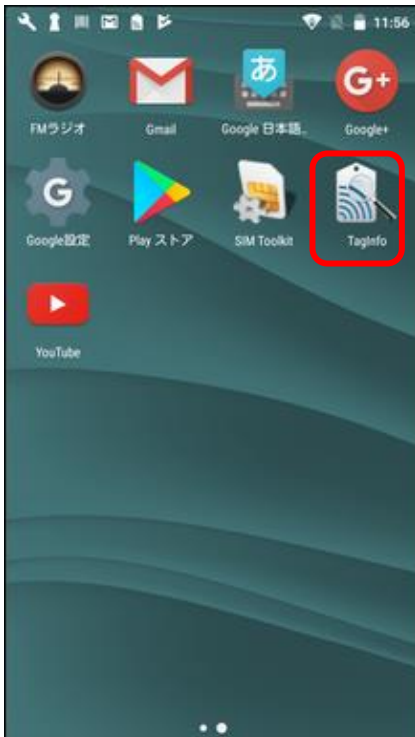 11:56
FMラジオ
Gmail
Google 日本語..
Google+
Google設定
Play ストア
SIM Toolkit
TagInfo
YouTube